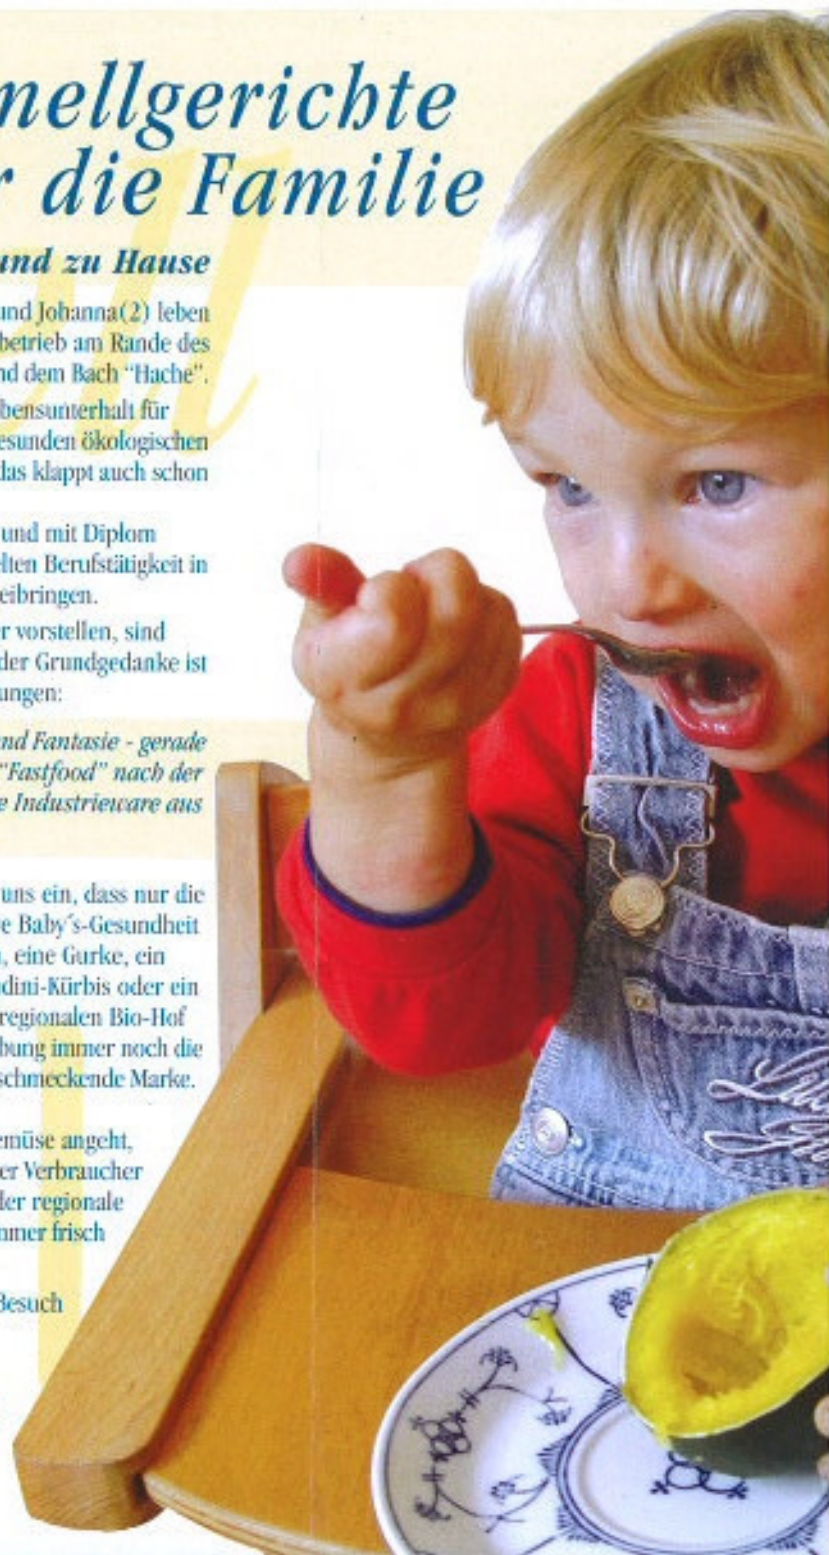 nellgerichte
r die Familie
und zu Hause
und Johanna(2) leben
betrieb am Rande des
nd dem Bach "Hache".
bensunterhalt für
esunden ökologischen
das klappt auch schon
und mit Diplom
elten Berufstätigkeit in
eibringen.
r vorstellen, sind
der Grundgedanke ist
ungen:
nd Fantasie - gerade
"Fastfood" nach der
e Industrieware aus
uns ein, dass nur die
e Baby´s-Gesundheit
, eine Gurke, ein
dini-Kürbis oder ein
regionalen Bio-Hof
bung immer noch die
schmeckende Marke.
emüse angeht,
er Verbraucher
der regionale
mmer frisch
Besuch